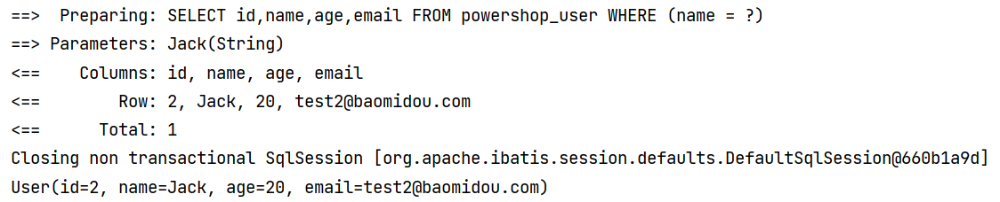 ==>  Preparing: SELECT id,name,age,email FROM powershop_user WHERE (name = ?)
==> Parameters: Jack(String)
<==    Columns: id, name, age, email
<==        Row: 2, Jack, 20, test2@baomidou.com
<==      Total: 1
Closing non transactional SqlSession [org.apache.ibatis.session.defaults.DefaultSqlSession@660b1a9d]
User(id=2, name=Jack, age=20, email=test2@baomidou.com)